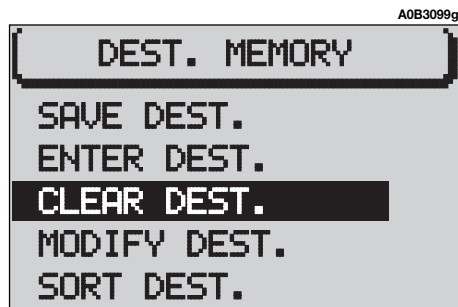 A0B3099g
DEST. MEMORY
SAVE DEST.
ENTER DEST.
CLEAR DEST.
MODIFY DEST.
SORT DEST.